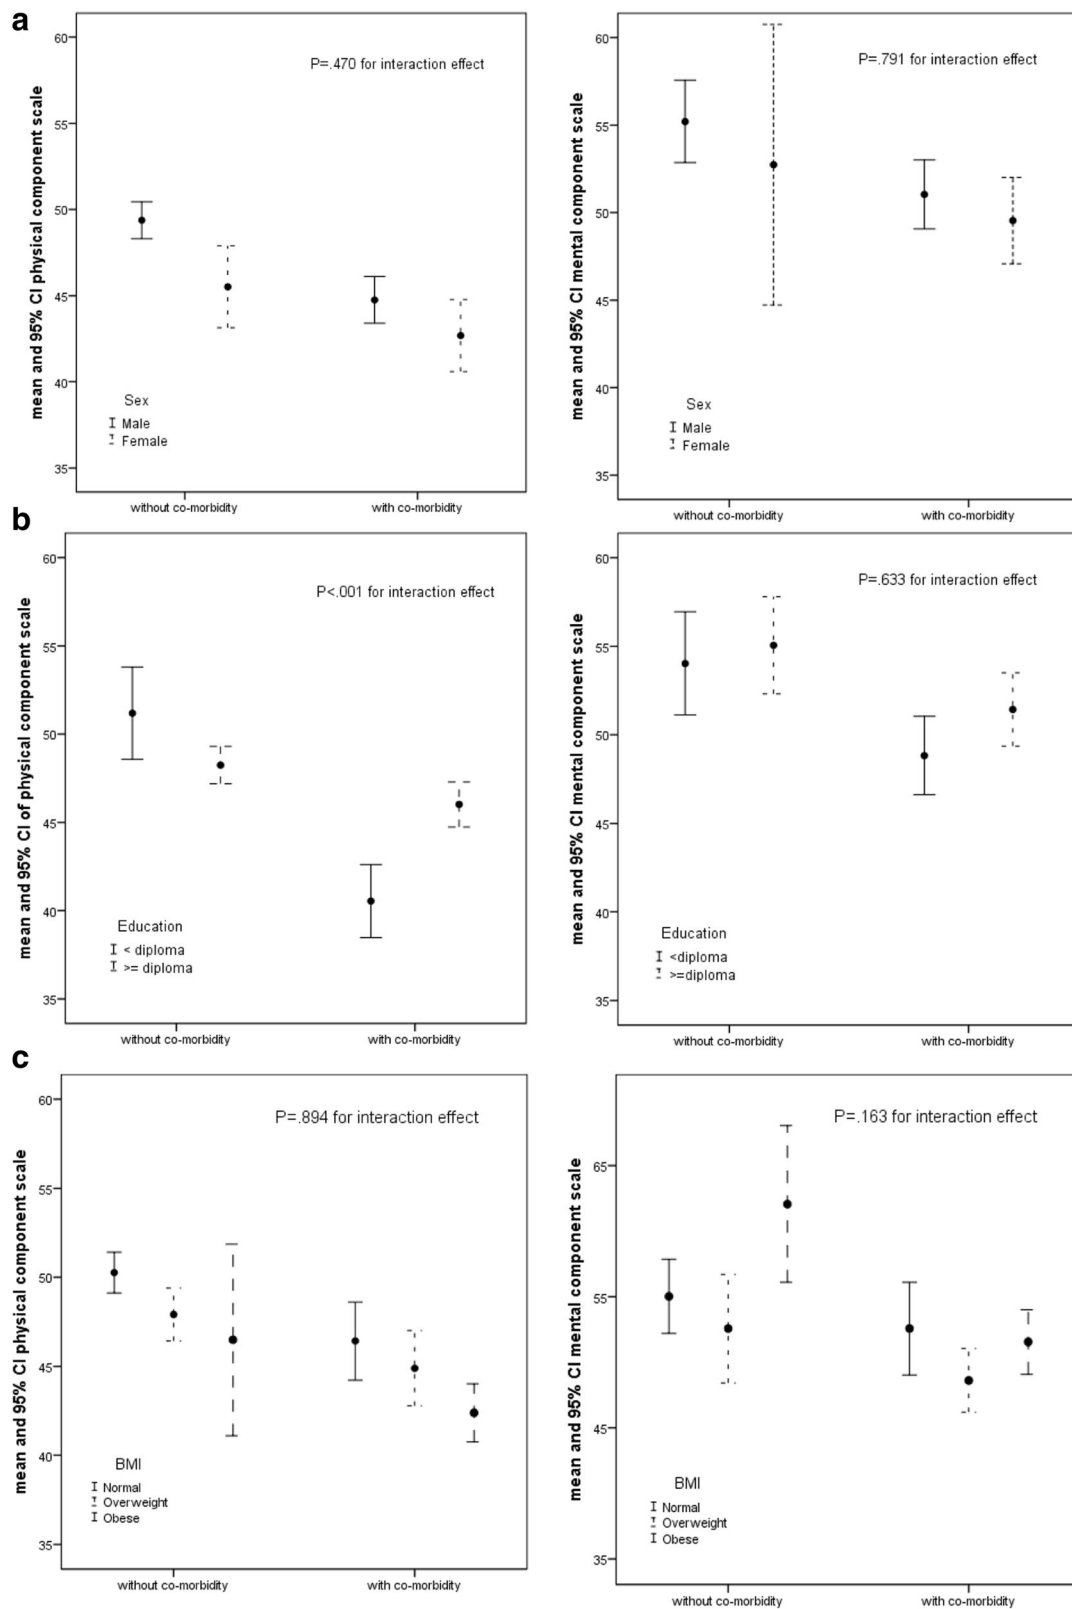 a
mean and 95% CI physical component scale
60
55
50
45
40
35
P=.470 for interaction effect
Sex
Male
Female
without co-morbidity
with co-morbidity
mean and 95% CI mental component scale
60
55
50
45
40
35
P=.791 for interaction effect
Sex
Male
Female
without co-morbidity
with co-morbidity
b
mean and 95% CI of physical component scale
60
55
50
45
40
35
P<.001 for interaction effect
Education
< diploma
>= diploma
without co-morbidity
with co-morbidity
mean and 95% CI mental component scale
60
55
50
45
40
35
P=.633 for interaction effect
Education
<diploma
>=diploma
without co-morbidity
with co-morbidity
c
mean and 95% CI physical component scale
60
55
50
45
40
35
P=.894 for interaction effect
BMI
Normal
Overweight
Obese
without co-morbidity
with co-morbidity
mean and 95% CI mental component scale
65
55
45
35
P=.163 for interaction effect
BMI
Normal
Overweight
Obese
without co-morbidity
with co-morbidity